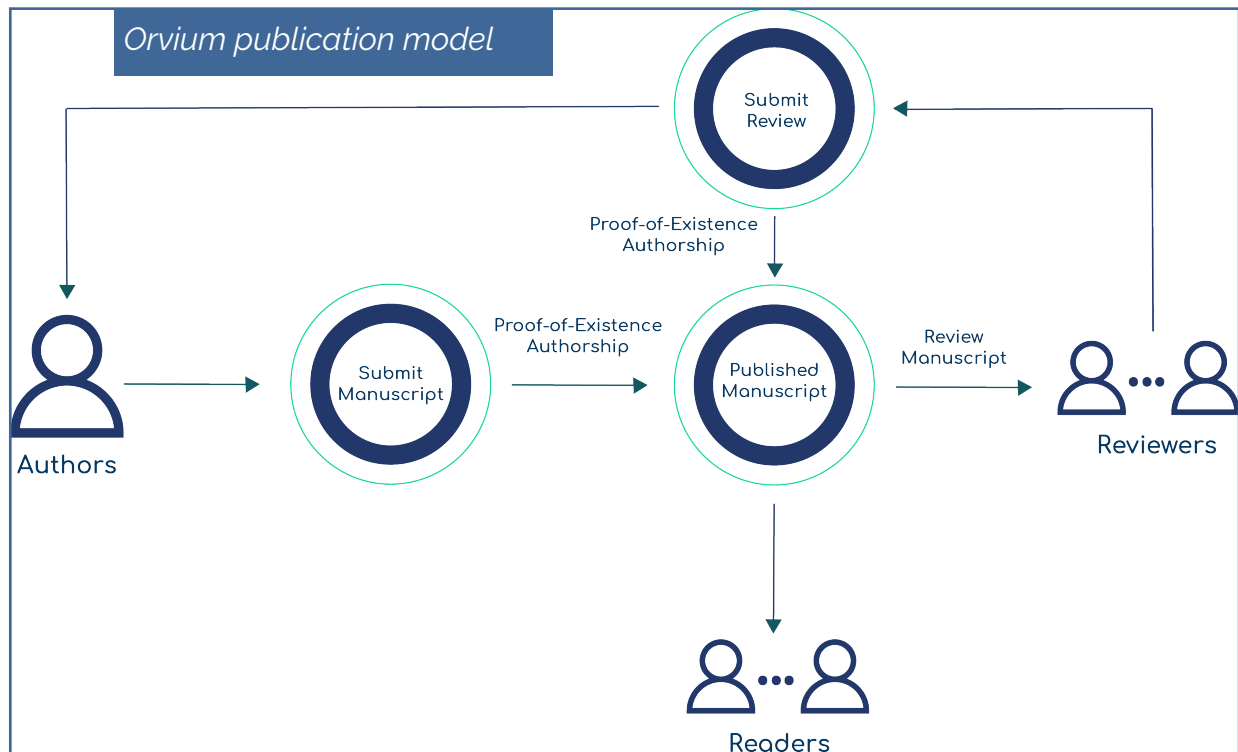 Orvium publication model
Submit
Review
Proof-of-Existence
Authorship
Proof-of-Existence
Authorship
Submit
Manuscript
Published
Manuscript
Review
Manuscript
Authors
Reviewers
Readers